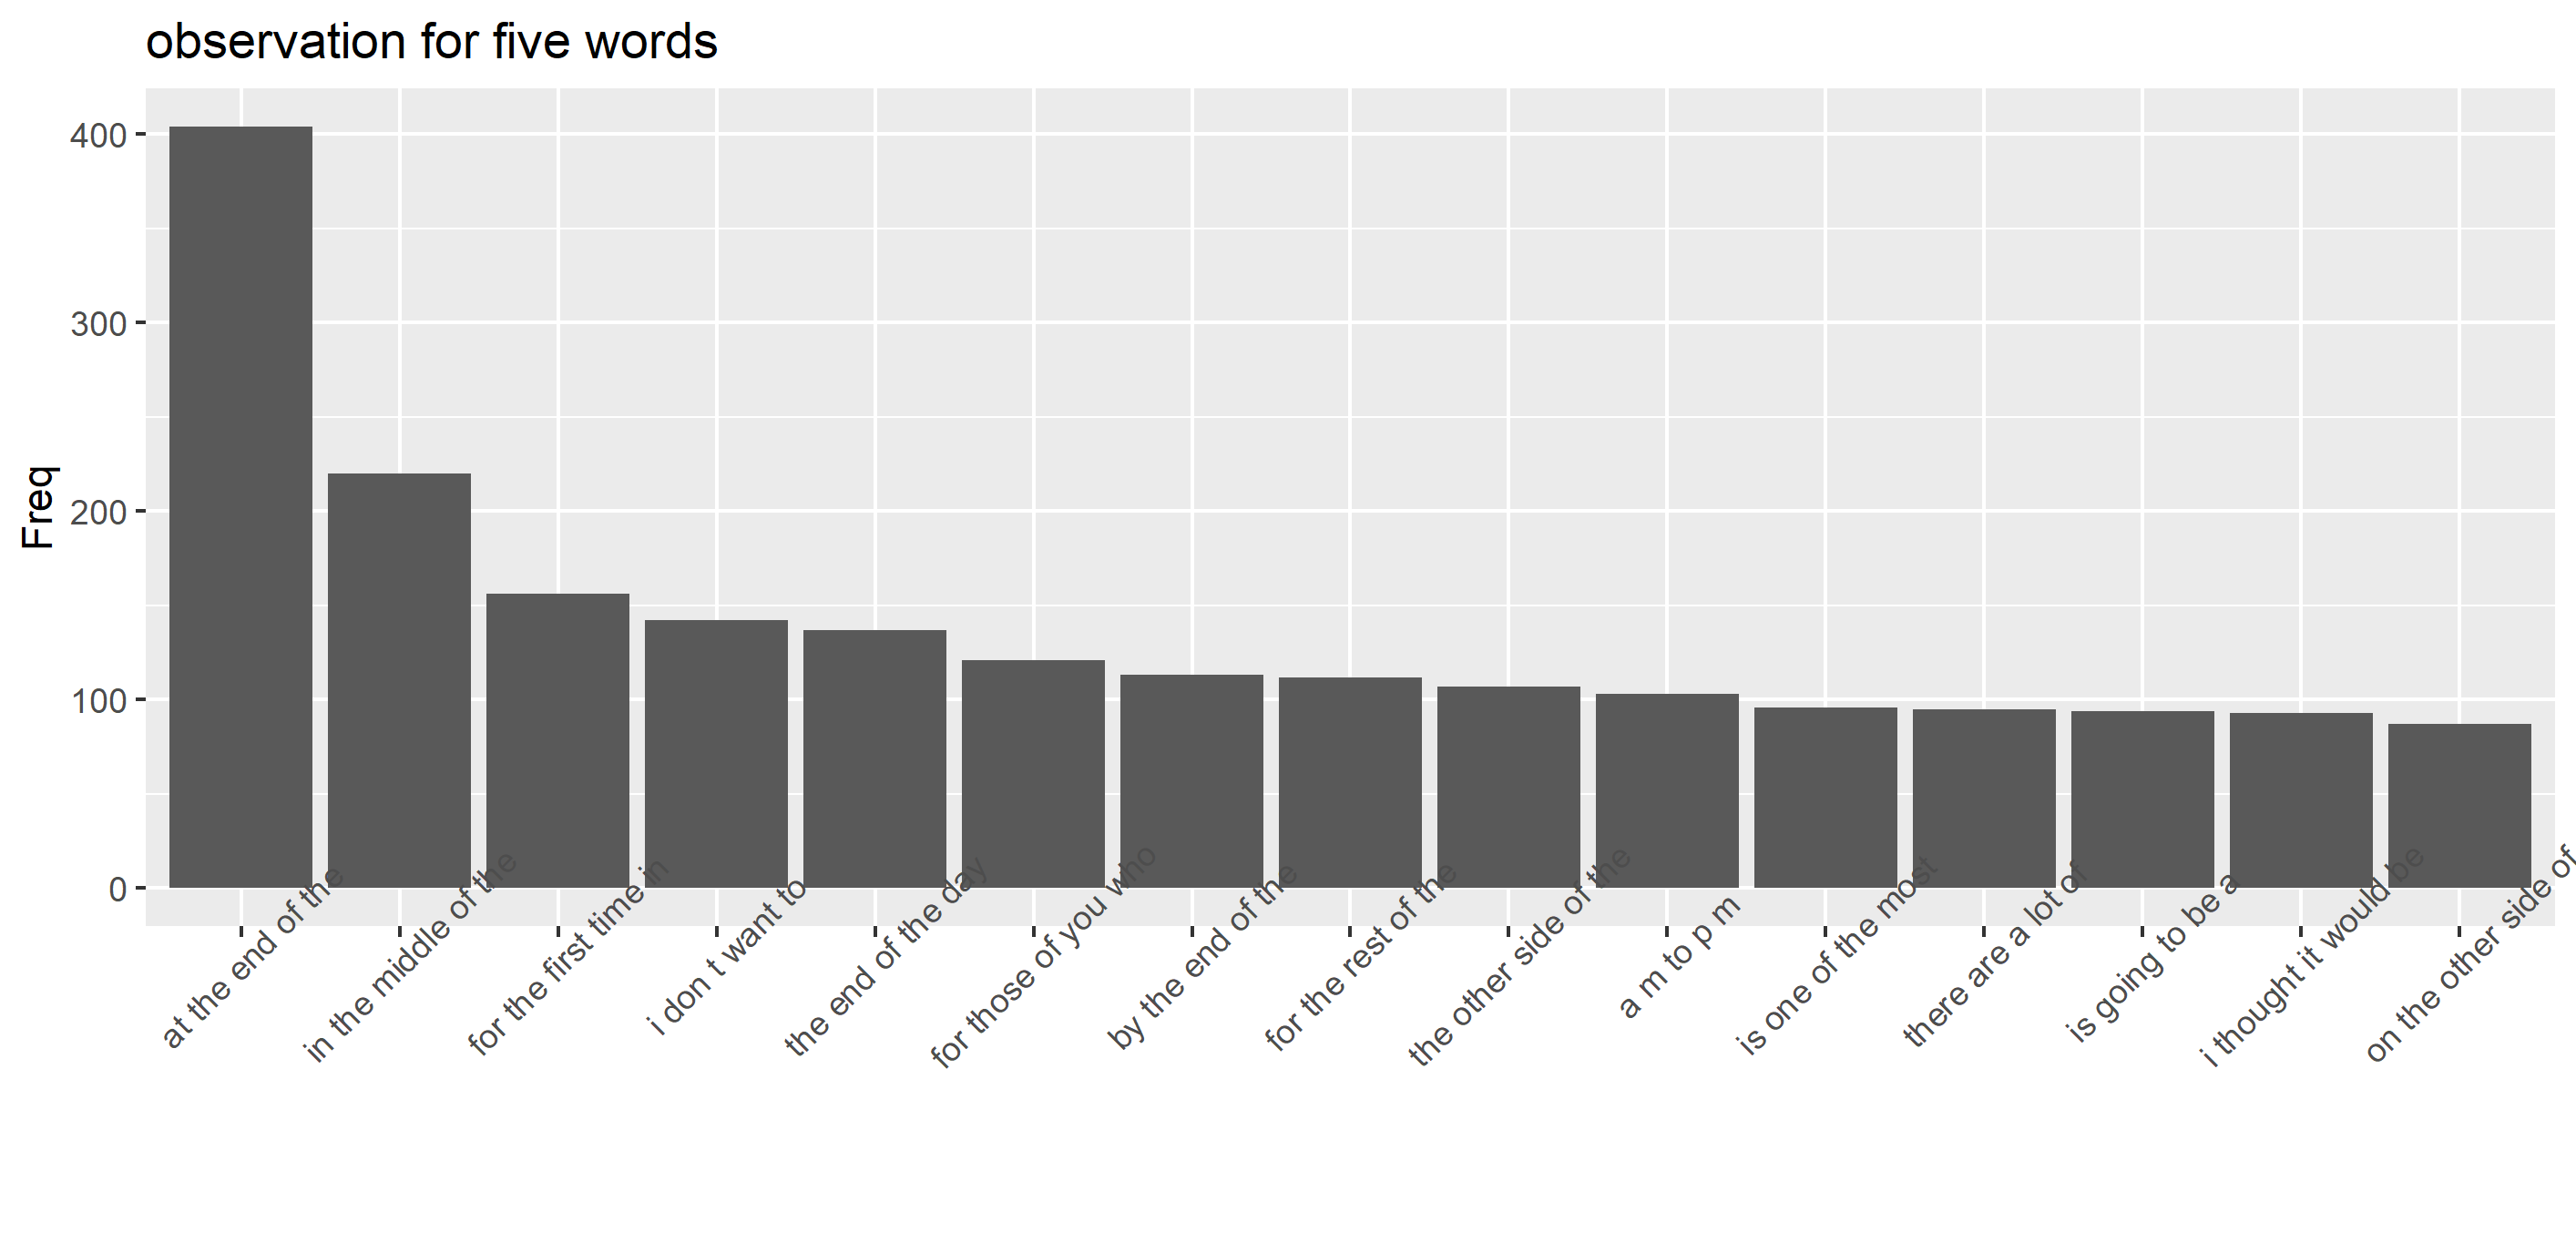 observation for five words
Freq
400
300
200
100
0
at the end of the
in the middle of the
for the first time in
i don t want to
the end of the day
for those of you who
by the end of the
for the rest of the
the other side of the
a m to p m
is one of the most
there are a lot of
is going to be a
i thought it would be
on the other side of